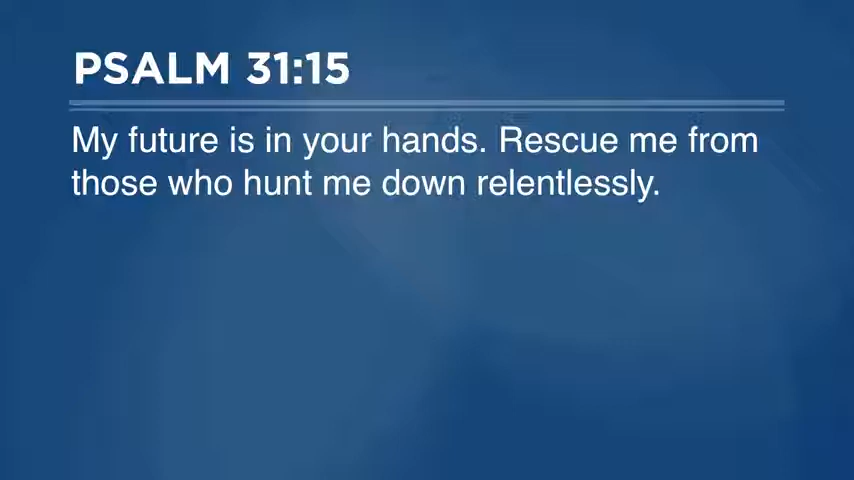 PSALM 31:15
My future is in your hands. Rescue me from
those who hunt me down relentlessly.